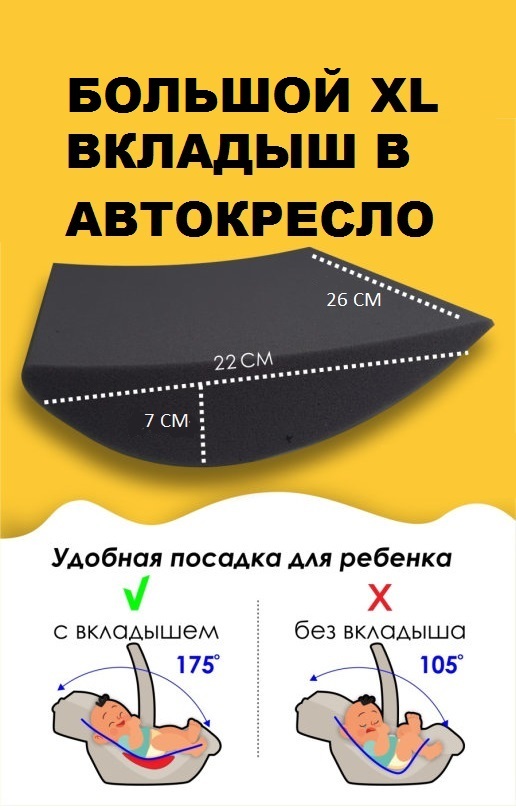 БОЛЬШОЙ XL
ВКЛАДЫШ В
АВТОКРЕСЛО
26 СМ
22 СМ
7 СМ
Удобная посадка для ребенка
с вкладышем
без вкладыша
175°
105°